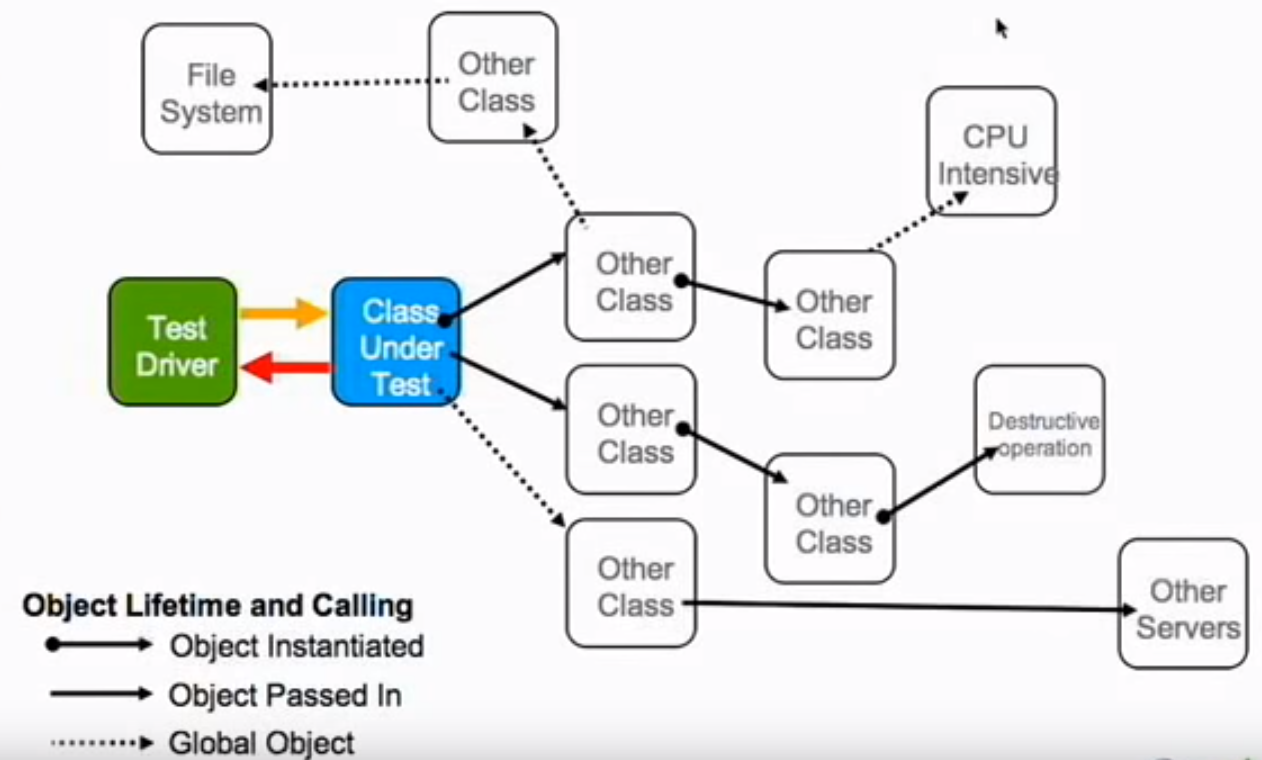 File
System
Other
Class
CPU
Intensive
Other
Class
Other
Class
Test
Driver
Class
Under
Test
Other
Class
Destructive
operation
Other
Class
Other
Class
Other
Servers
Object Lifetime and Calling
Object Instantiated
Object Passed In
Global Object